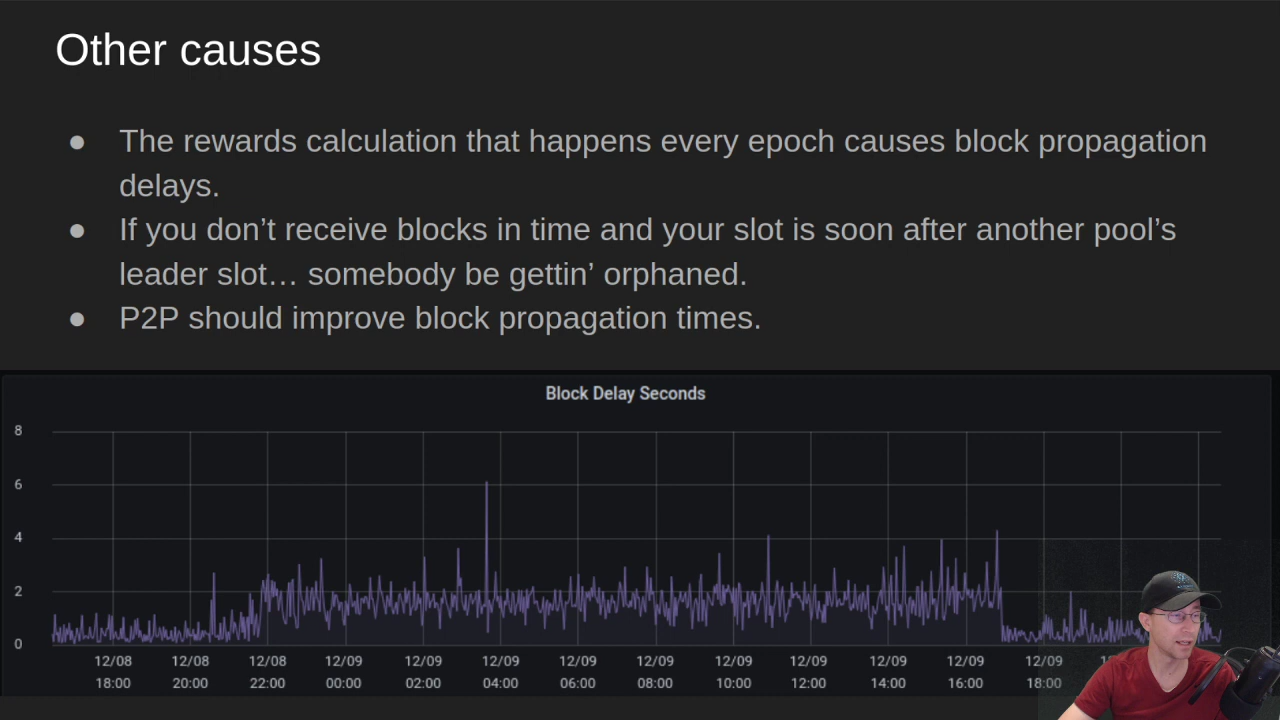 Other causes
● The rewards calculation that happens every epoch causes block propagation
delays.
● If you don’t receive blocks in time and your slot is soon after another pool’s
leader slot… somebody be gettin’ orphaned.
● P2P should improve block propagation times.
Block Delay Seconds
8
6
4
2
0
12/08 12/08 12/08 12/09 12/09 12/09 12/09 12/09 12/09 12/09 12/09 12/09 12/09
18:00 20:00 22:00 00:00 02:00 04:00 06:00 08:00 10:00 12:00 14:00 16:00 18:00